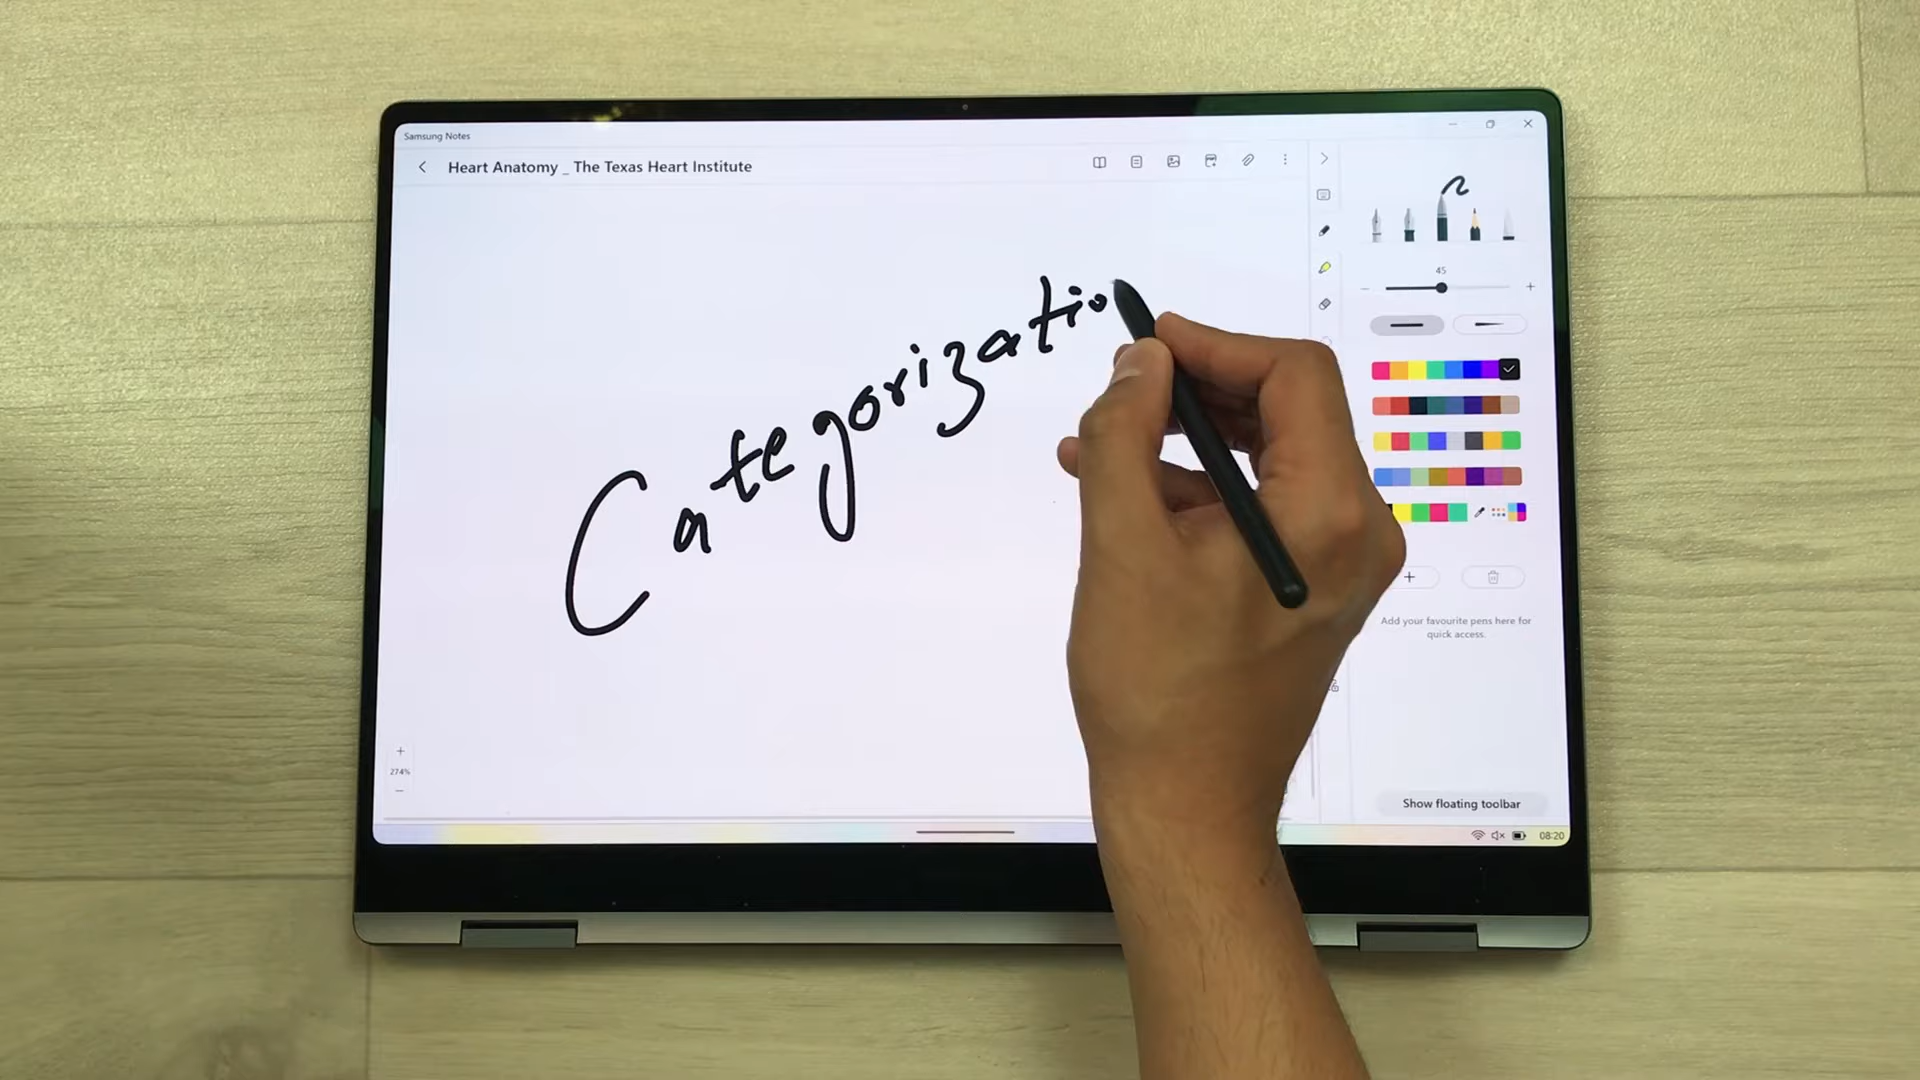 Samsung Notes
Heart Anatomy _ The Texas Heart Institute
45
Categorizatio
Add your favourite pens here for
quick access.
274%
Show floating toolbar
08:20